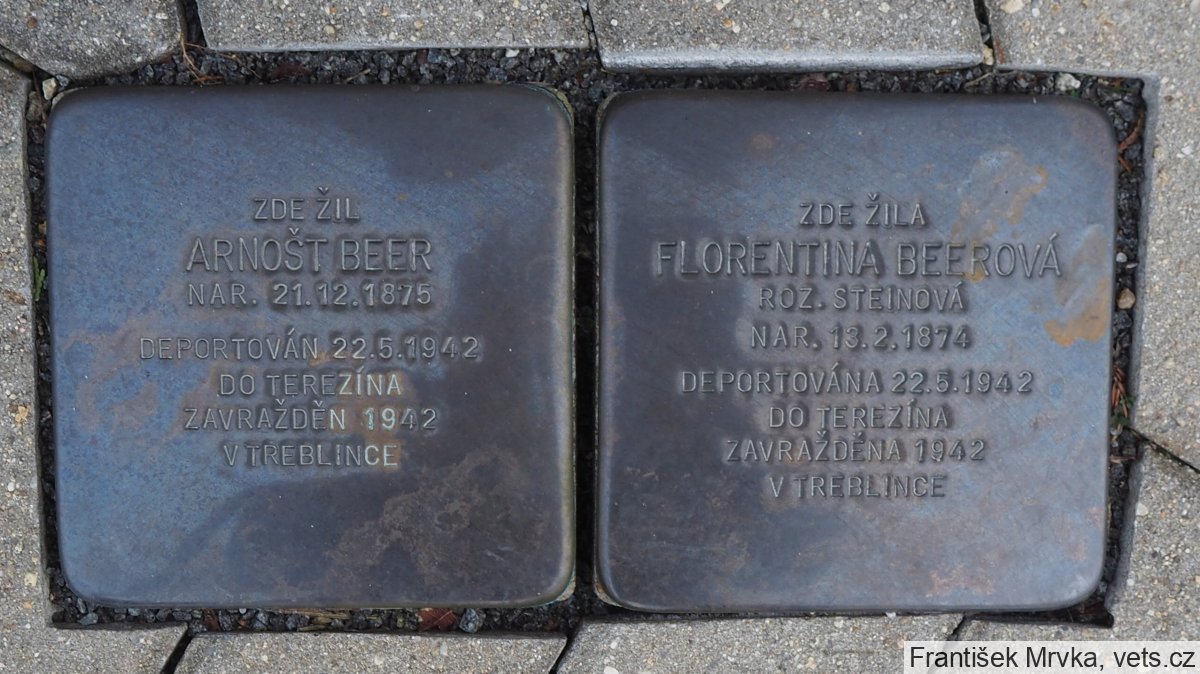 ZDE ŽIL
ARNOŠT BEER
NAR. 21.12.1875
DEPORTOVÁN 22.5.1942
DO TEREZÍNA
ZAVRAŽDĚN 1942
V TREBLINCE
ZDE ŽILA
FLORENTINA BEEROVÁ
ROZ. STEINOVÁ
NAR. 13.2.1874
DEPORTOVÁNA 22.5.1942
DO TEREZÍNA
ZAVRAŽDĚNA 1942
V TREBLINCE
František Mrvka, vets.cz